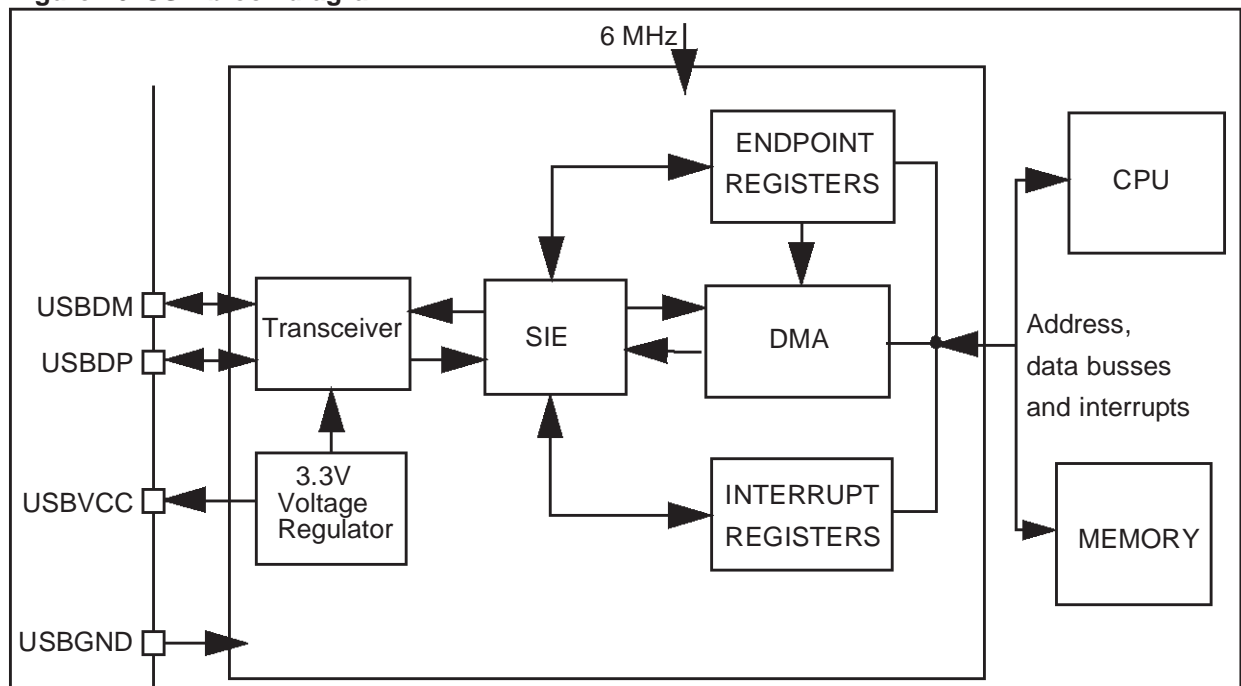 6 MHz
ENDPOINT
REGISTERS
CPU
USBDM
Transceiver
SIE
DMA
Address,
USBDP
data busses
and interrupts
3.3V
Voltage
Regulator
USBVCC
INTERRUPT
REGISTERS
MEMORY
USBGND